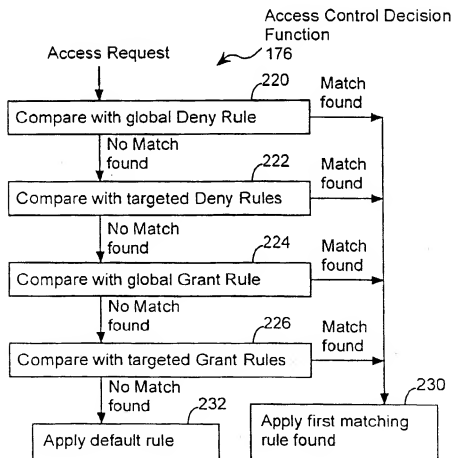 Access Control Decision
Function
176
Access Request
220
Match
found
Compare with global Deny Rule
No Match
found
222
Match
found
Compare with targeted Deny Rules
No Match
found
224
Match
found
Compare with global Grant Rule
No Match
found
226
Match
found
Compare with targeted Grant Rules
No Match
found
232
230
Apply default rule
Apply first matching
rule found